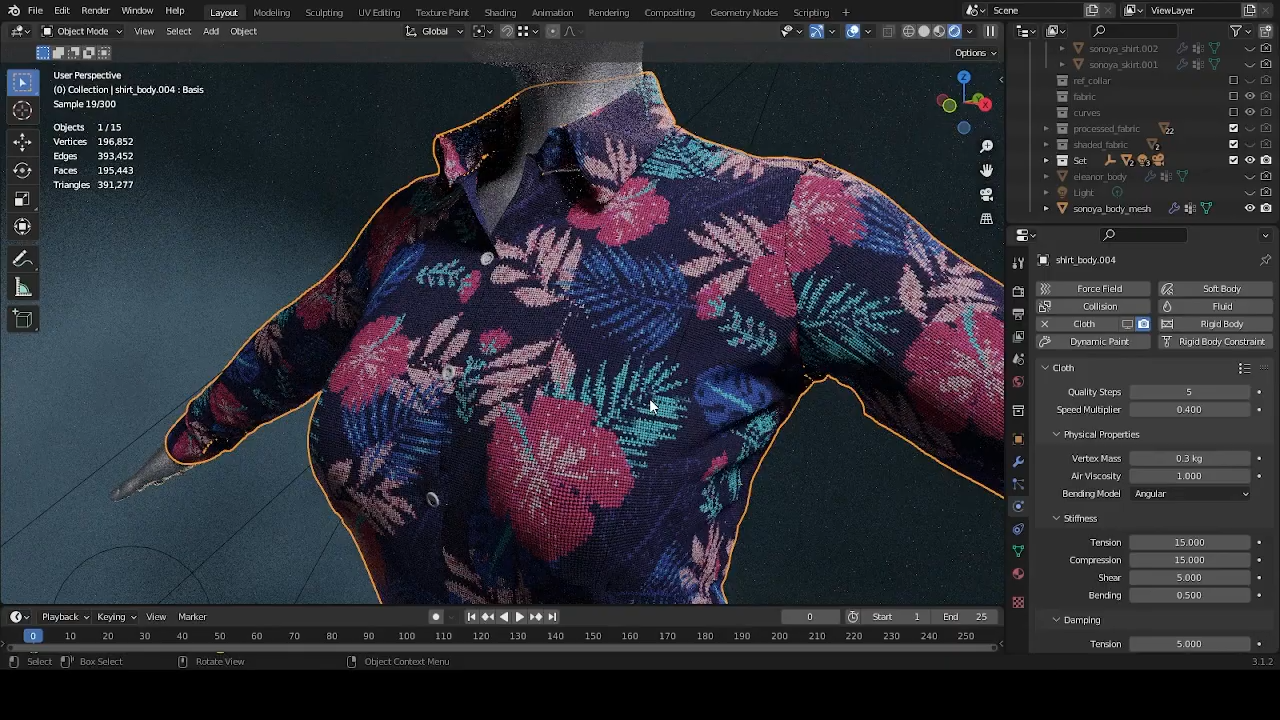 File Edit Render Window Help Layout Modeling Sculpting UV Editing Texture Paint Shading Animation Rendering Compositing Geometry Nodes Scripting + Scene ViewLayer
Object Mode View Select Add Object Global
Options
User Perspective
(0) Collection | shirt_body.004 : Basis
Sample 19/300
Objects 1/15
Vertices 196,852
Edges 393,452
Faces 195,443
Triangles 391,277
Z
X
sonoya_shirt.002
sonoya_skirt.001
ref_collar
fabric
curves
processed_fabric 22
shaded_fabric 2
Set 2
eleanor_body
Light
sonoya_body_mesh
shirt_body.004
Force Field Soft Body
Collision Fluid
Cloth Rigid Body
Dynamic Paint Rigid Body Constraint
Cloth
Quality Steps 5
Speed Multiplier 0.400
Physical Properties
Vertex Mass 0.3 kg
Air Viscosity 1.000
Bending Model Angular
Stiffness
Tension 15.000
Compression 15.000
Shear 5.000
Bending 0.500
Damping
Tension 5.000
Playback Keying View Marker 0 Start 1 End 25
0 10 20 30 40 50 60 70 80 90 100 110 120 130 140 150 160 170 180 190 200 210 220 230 240 250
Select Box Select Rotate View Object Context Menu 3.1.2